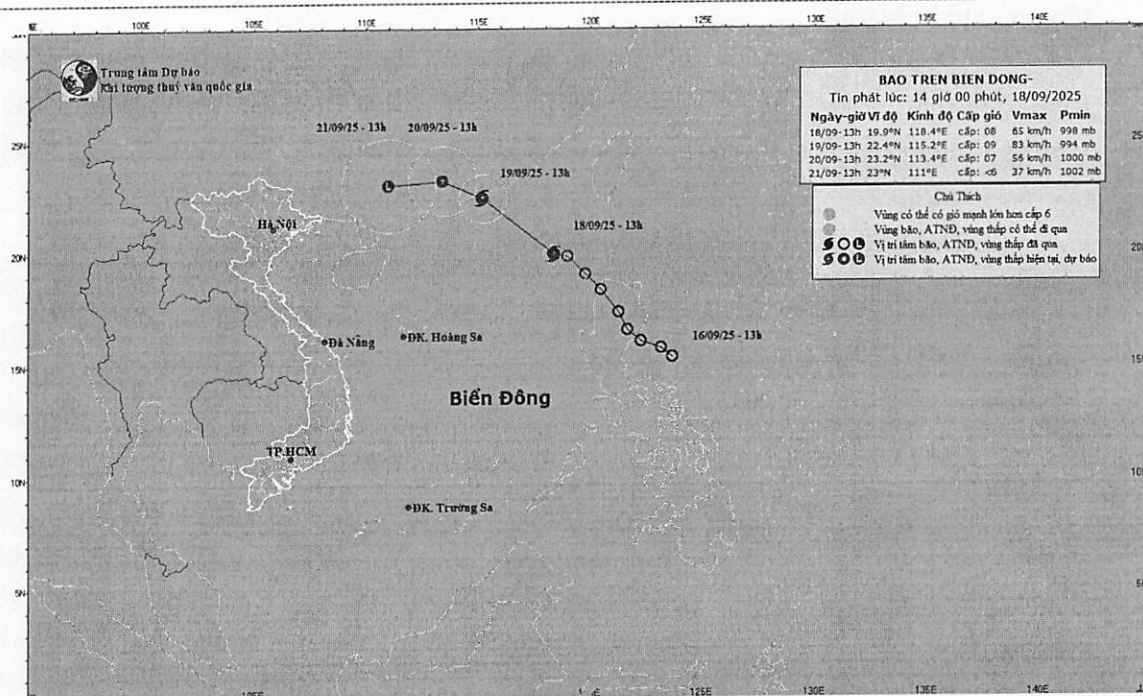 100E 105E 110E 115E 120E 125E 130E 135E 140E
Trung tâm Dự báo
Khí tượng thuỷ văn quốc gia
BAO TREN BIEN DONG-
Tin phát lúc: 14 giờ 00 phút, 18/09/2025
Ngày-giờ Vĩ độ Kinh độ Cấp gió Vmax Pmin
18/09-13h 19.9°N 118.4°E cấp: 08 65 km/h 998 mb
19/09-13h 22.4°N 115.2°E cấp: 09 83 km/h 994 mb
20/09-13h 23.2°N 113.4°E cấp: 07 56 km/h 1000 mb
21/09-13h 23°N 111°E cấp: <6 37 km/h 1002 mb
Chú Thích
Vùng có thể có gió mạnh lớn hơn cấp 6
Vùng bão, ATNĐ, vùng thấp có thể đi qua
Vị trí tâm bão, ATNĐ, vùng thấp đã qua
Vị trí tâm bão, ATNĐ, vùng thấp hiện tại, dự báo
21/09/25 - 13h 20/09/25 - 13h
25N
19/09/25 - 13h
18/09/25 - 13h
Hà Nội
20N
16/09/25 - 13h
Đà Nẵng
ĐK. Hoàng Sa
15N
Biển Đông
TP.HCM
10N
ĐK. Trường Sa
5N
125E 130E 135E 140E